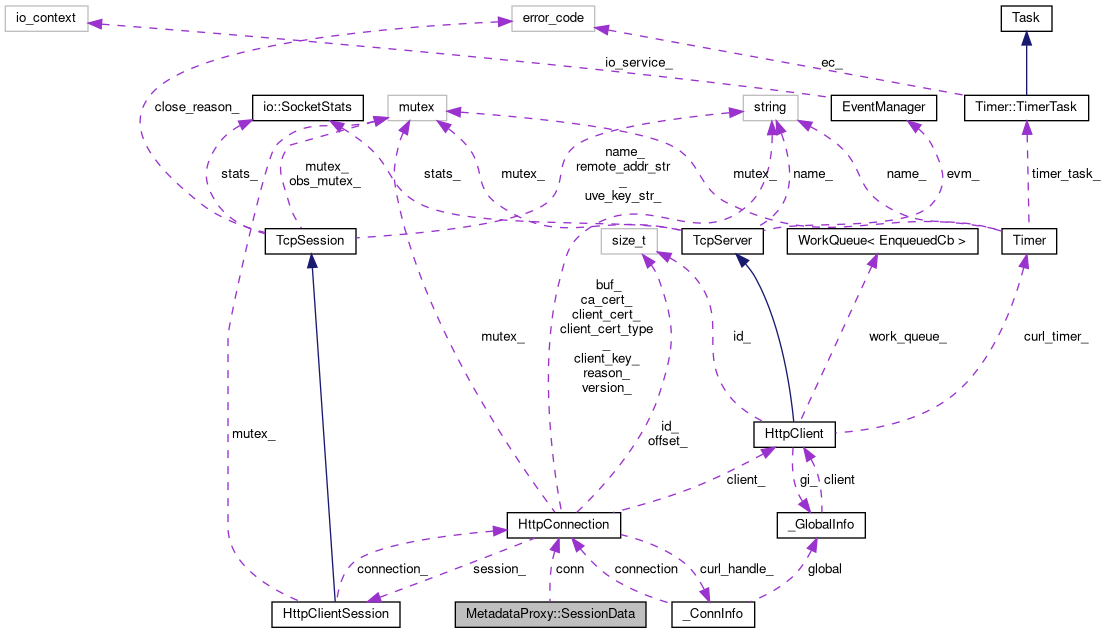 io_context
error_code
Task
io_service_
ec_
close_reason_
io::SocketStats
mutex
string
EventManager
Timer::TimerTask
stats_
mutex_
obs_mutex_
stats_
mutex_
name_
remote_addr_str
_
uve_key_str_
mutex_
name_
name_
evm_
timer_task_
TcpSession
size_t
TcpServer
WorkQueue< EnqueuedCb >
Timer
mutex_
buf_
ca_cert_
client_cert_
client_cert_type
_
client_key_
reason_
version_
id_
work_queue_
curl_timer_
mutex_
id_
offset_
HttpClient
client_
gi_
client
HttpConnection
_GlobalInfo
connection_
session_
conn
connection
curl_handle_
global
HttpClientSession
MetadataProxy::SessionData
_ConnInfo